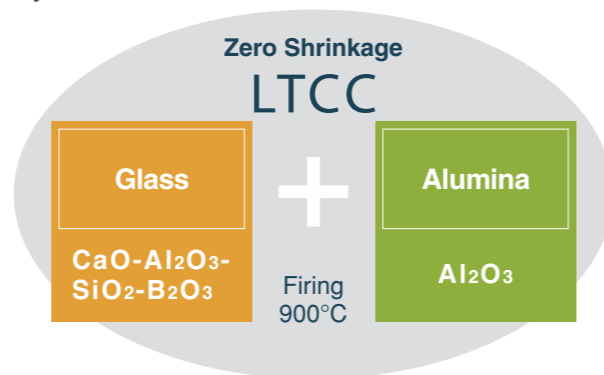 Zero Shrinkage
LTCC
Glass
+
Alumina
CaO-Al₂O₃-
SiO₂-B₂O₃
Firing
900°C
Al₂O₃